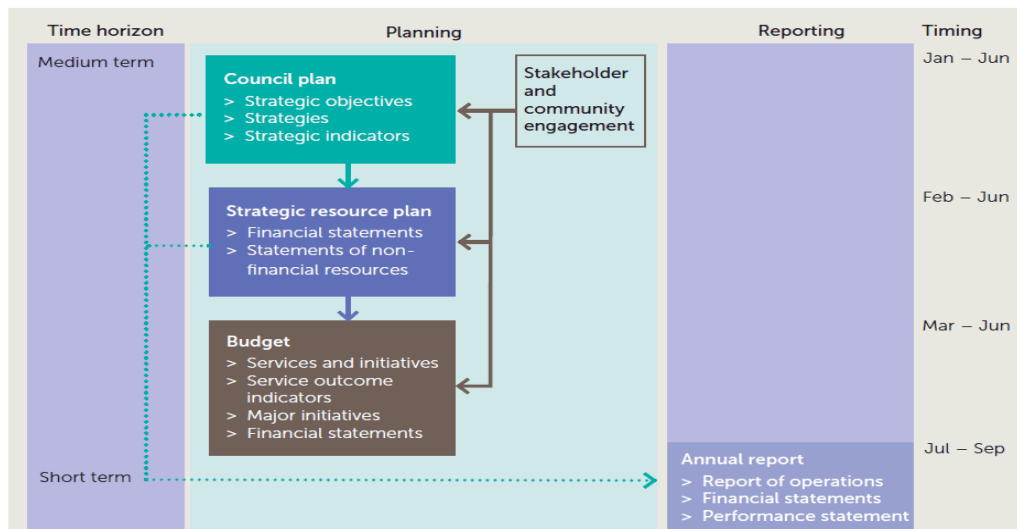 Time horizon
Planning
Reporting
Timing
Medium term
Council plan
> Strategic objectives
> Strategies
> Strategic indicators
Stakeholder
and
community
engagement
Jan – Jun
Strategic resource plan
> Financial statements
> Statements of non-
financial resources
Feb – Jun
Budget
> Services and initiatives
> Service outcome
indicators
> Major initiatives
> Financial statements
Mar – Jun
Short term
Annual report
> Report of operations
> Financial statements
> Performance statement
Jul – Sep